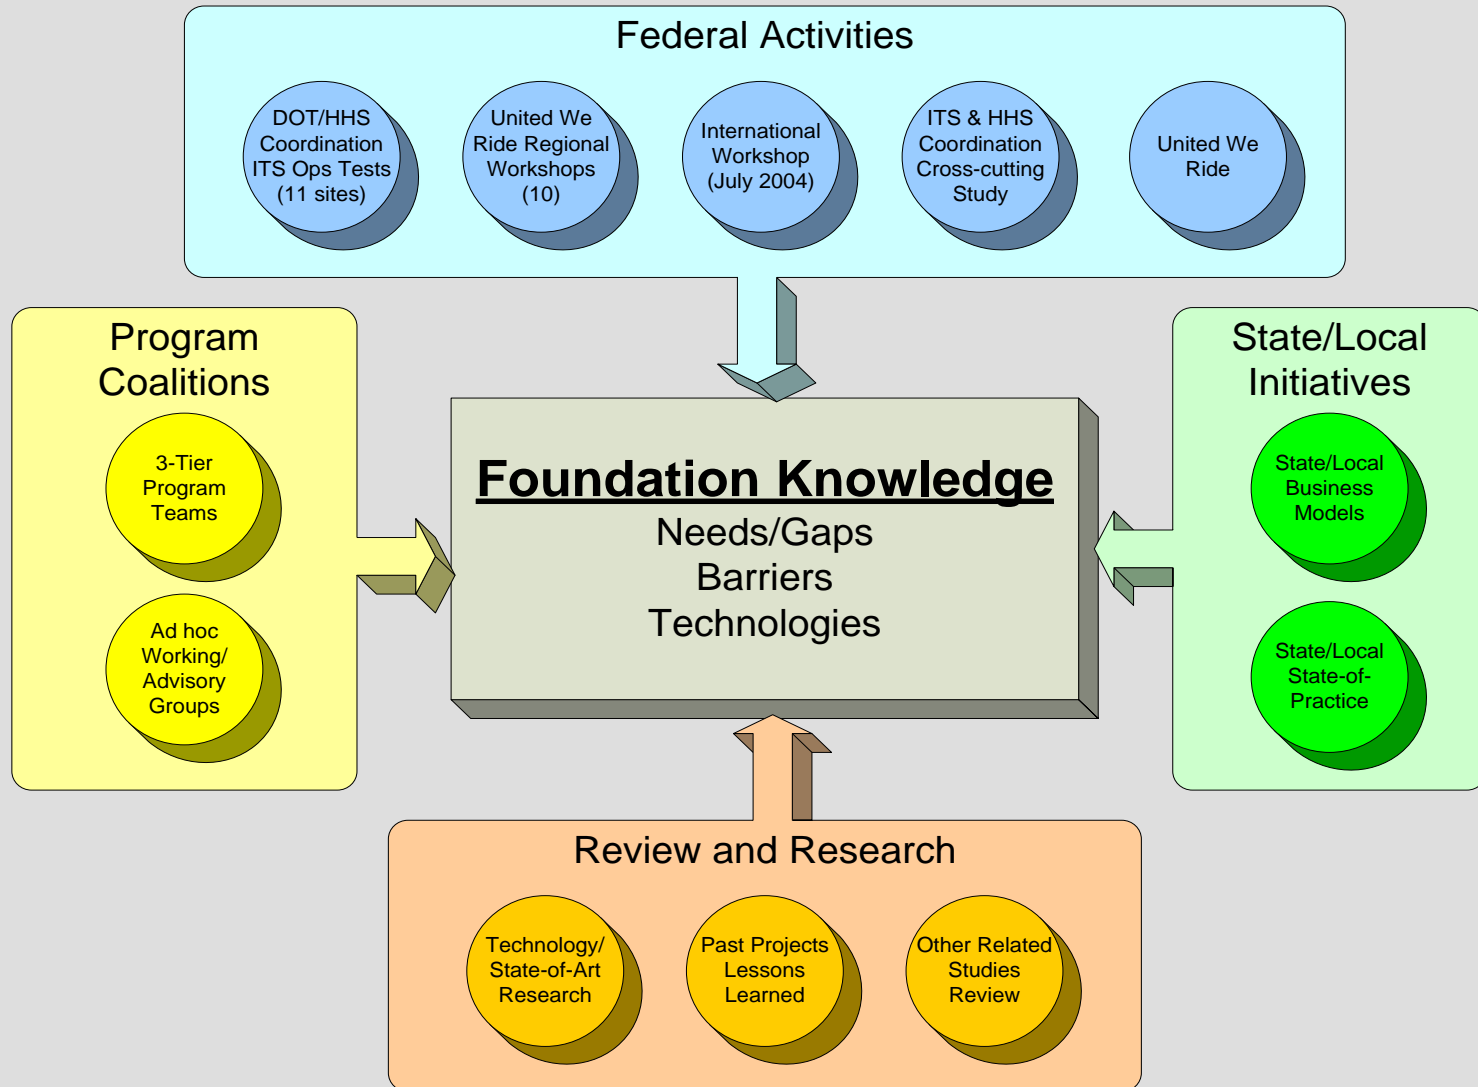 Federal Activities
DOT/HHS
Coordination
ITS Ops Tests
(11 sites)
United We
Ride Regional
Workshops
(10)
International
Workshop
(July 2004)
ITS & HHS
Coordination
Cross-cutting
Study
United We
Ride
Program
Coalitions
3-Tier
Program
Teams
Ad hoc
Working/
Advisory
Groups
Foundation Knowledge
Needs/Gaps
Barriers
Technologies
State/Local
Initiatives
State/Local
Business
Models
State/Local
State-of-
Practice
Review and Research
Technology/
State-of-Art
Research
Past Projects
Lessons
Learned
Other Related
Studies
Review